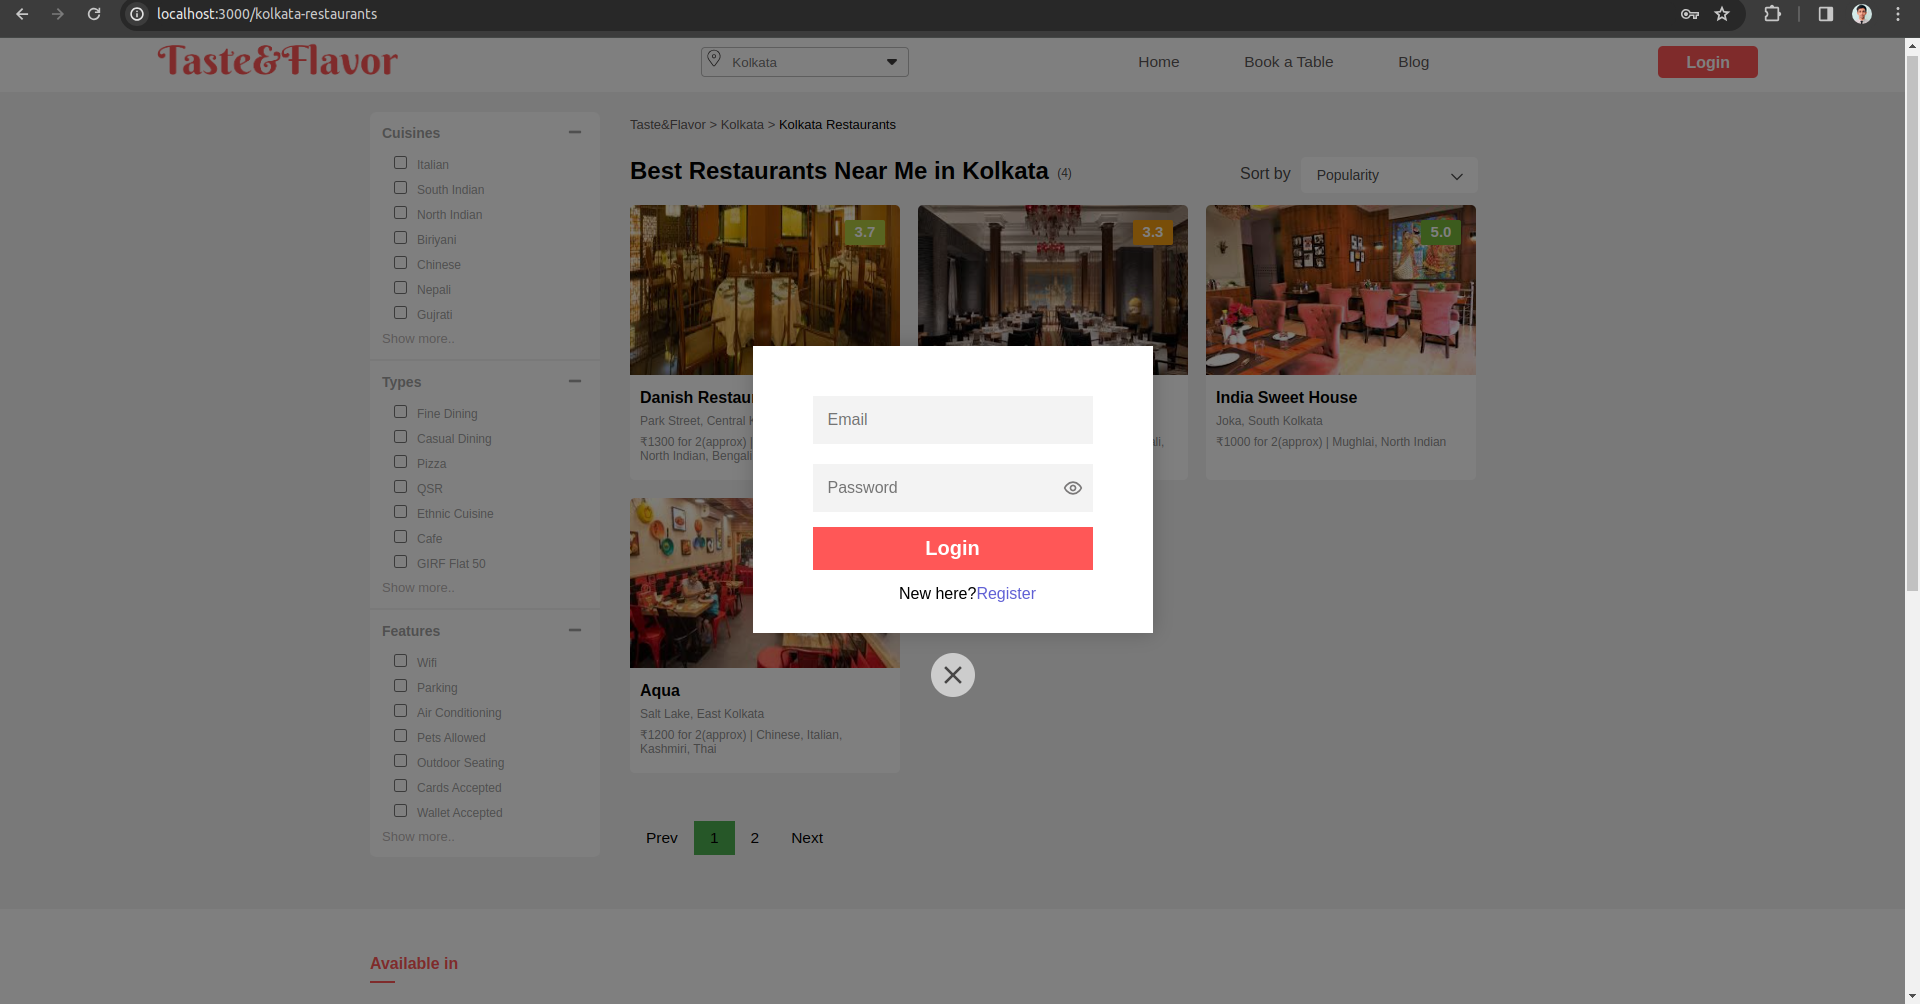 localhost:3000/kolkata-restaurants
Taste&Flavor
Kolkata
Home
Book a Table
Blog
Login
Cuisines
Italian
South Indian
North Indian
Biriyani
Chinese
Nepali
Gujrati
Show more..
Types
Fine Dining
Casual Dining
Pizza
QSR
Ethnic Cuisine
Cafe
GIRF Flat 50
Show more..
Features
Wifi
Parking
Air Conditioning
Pets Allowed
Outdoor Seating
Cards Accepted
Wallet Accepted
Show more..
Taste&Flavor > Kolkata > Kolkata Restaurants
Best Restaurants Near Me in Kolkata (4)
Sort by
Popularity
3.7
3.3
5.0
Danish
Park Street, Central
₹1300 for 2(approx) |
North Indian, Bengali
India Sweet House
Joka, South Kolkata
₹1000 for 2(approx) | Mughlai, North Indian
Aqua
Salt Lake, East Kolkata
₹1200 for 2(approx) | Chinese, Italian,
Kashmiri, Thai
Email
Password
Login
New here?Register
Prev
1
2
Next
Available in